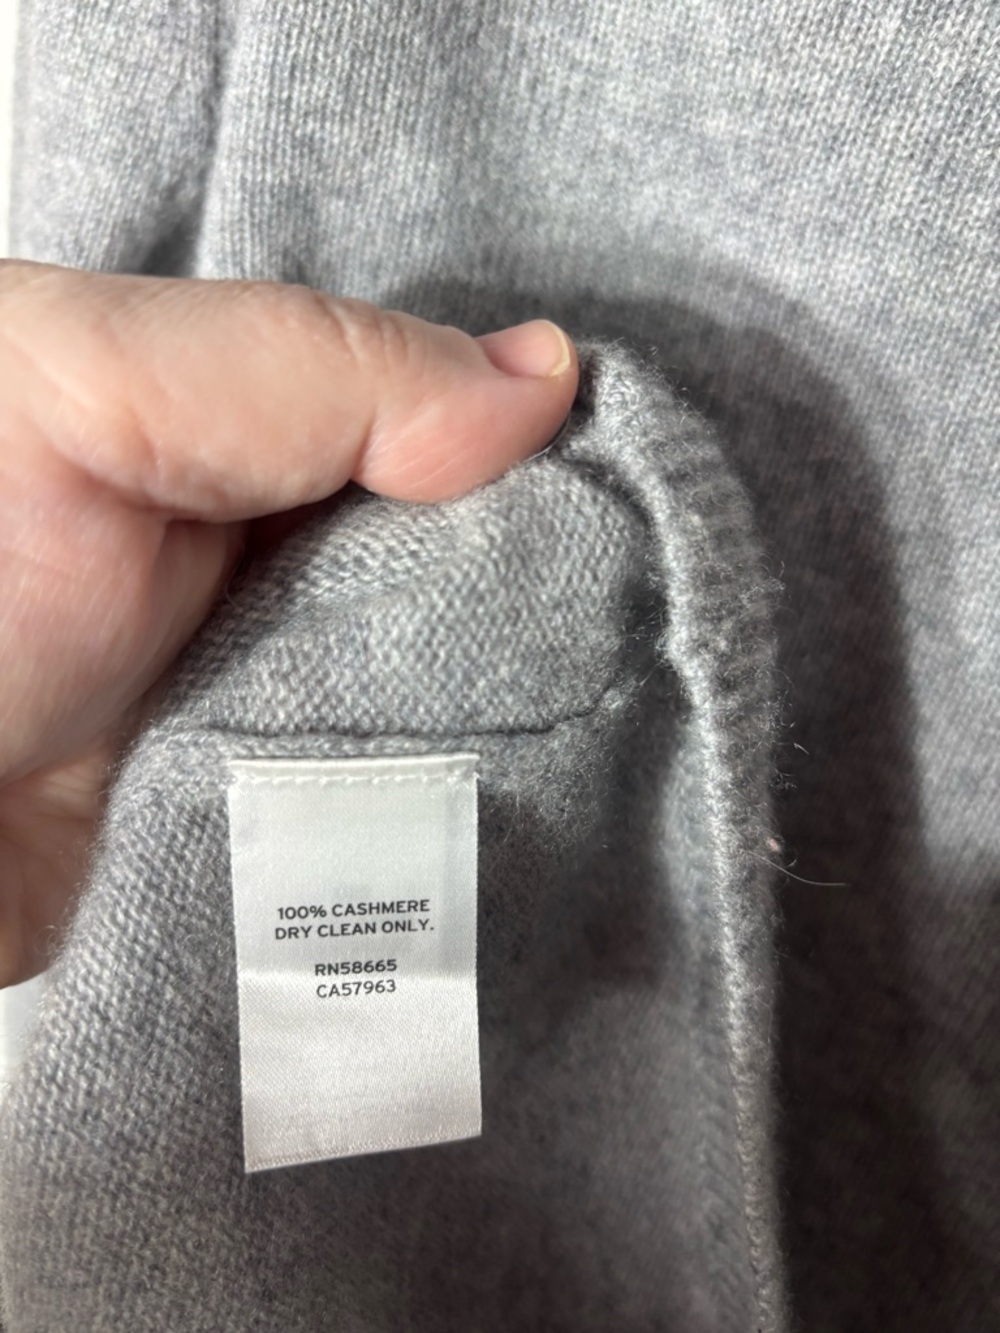 100% CASHMERE
DRY CLEAN ONLY.
RN58665
CA57963